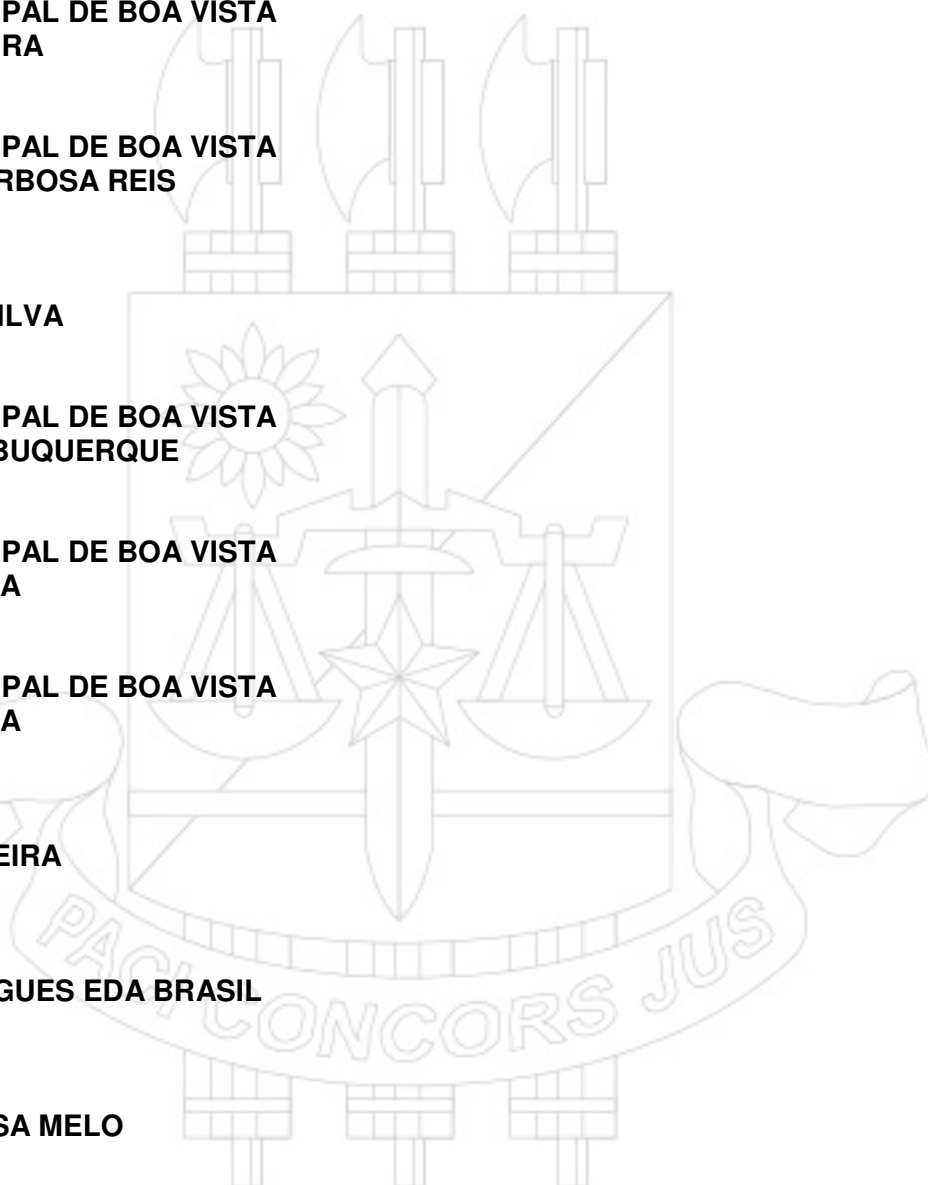 PAL DE BOA VISTA
RA
PAL DE BOA VISTA
RBOSA REIS
ILVA
PAL DE BOA VISTA
BUQUERQUE
PAL DE BOA VISTA
A
PAL DE BOA VISTA
A
EIRA
GUES EDA BRASIL
SA MELO
PACI CONCORS JUS